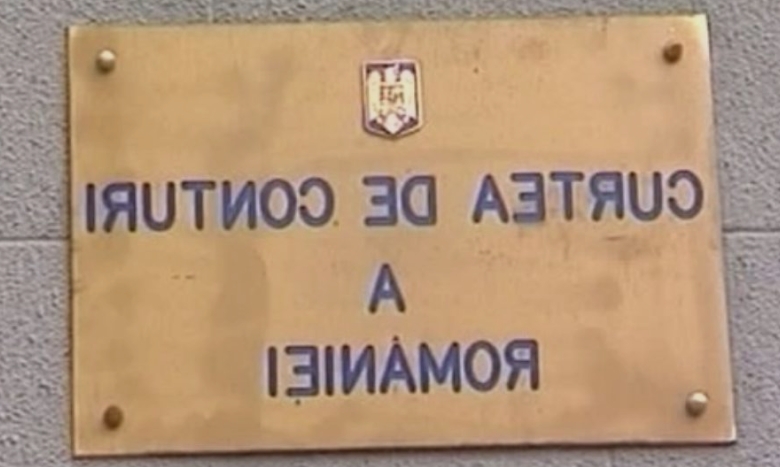 CURTEA DE CONTURI
A
ROMÂNIEI